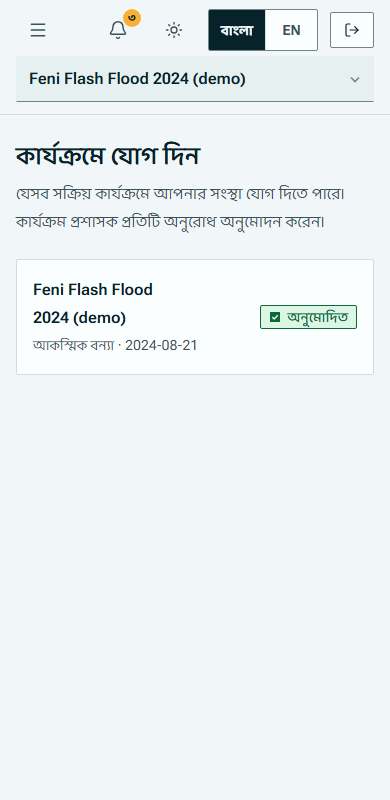 ৩
বাংলা EN
Feni Flash Flood 2024 (demo)
কার্যক্রমে যোগ দিন
যেসব সক্রিয় কার্যক্রমে আপনার সংস্থা যোগ দিতে পারে।
কার্যক্রম প্রশাসক প্রতিটি অনুরোধ অনুমোদন করেন।
Feni Flash Flood
2024 (demo)
অনুমোদিত
আকস্মিক বন্যা · 2024-08-21